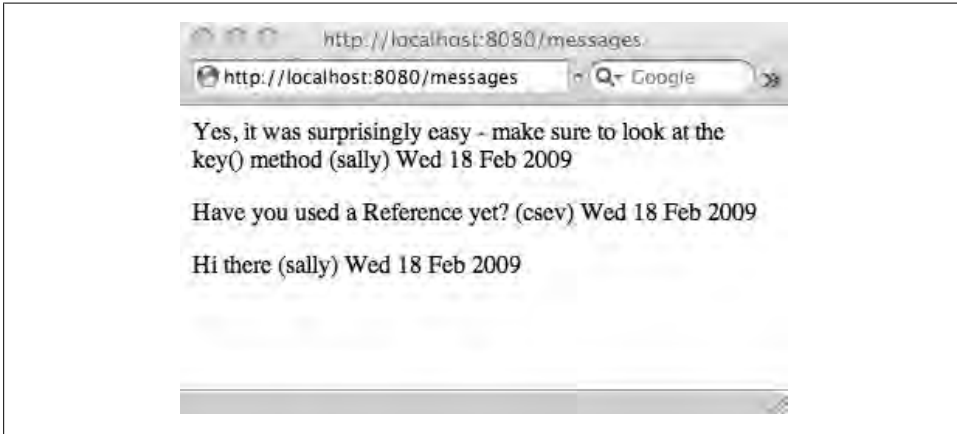 http://localhost:8080/messages
http://localhost:8080/messages Google
Yes, it was surprisingly easy - make sure to look at the
key() method (sally) Wed 18 Feb 2009
Have you used a Reference yet? (csev) Wed 18 Feb 2009
Hi there (sally) Wed 18 Feb 2009